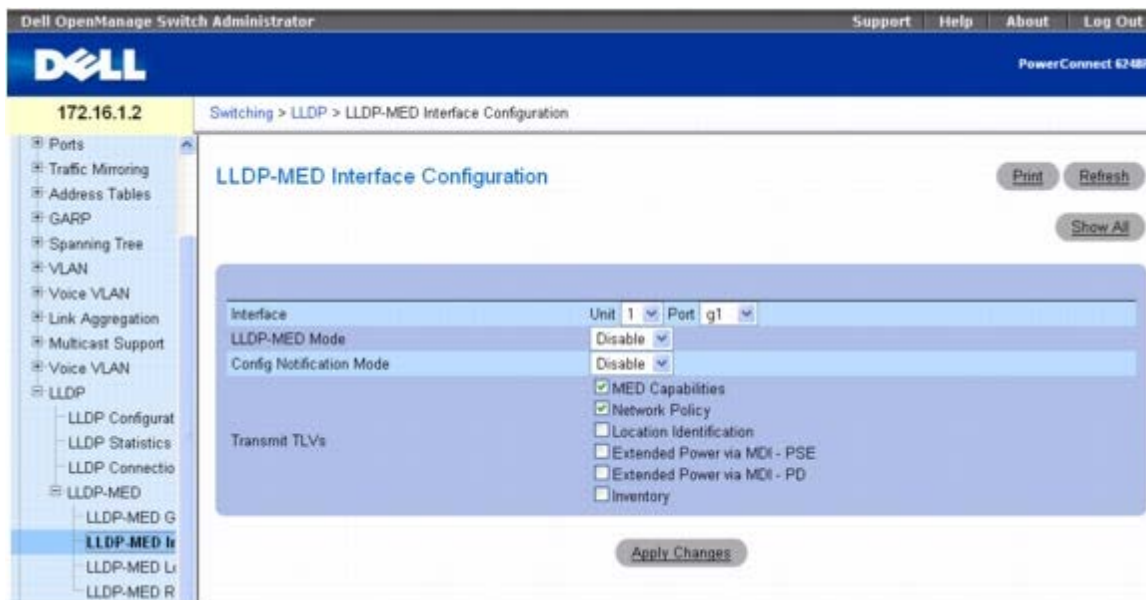 Dell OpenManage Switch Administrator
Support Help About Log Out
DELL
PowerConnect 6248
172.16.1.2
Switching > LLDP > LLDP-MED Interface Configuration
Ports
Traffic Mirroring
Address Tables
GARP
Spanning Tree
VLAN
Voice VLAN
Link Aggregation
Multicast Support
Voice VLAN
LLDP
LLDP Configurat
LLDP Statistics
LLDP Connectio
LLDP-MED
LLDP-MED G
LLDP-MED In
LLDP-MED Lo
LLDP-MED R
LLDP-MED Interface Configuration
Print Refresh
Show All
Interface Unit 1 Port g1
LLDP-MED Mode Disable
Config Notification Mode Disable
Transmit TLVs
MED Capabilities
Network Policy
Location Identification
Extended Power via MDI - PSE
Extended Power via MDI - PD
Inventory
Apply Changes